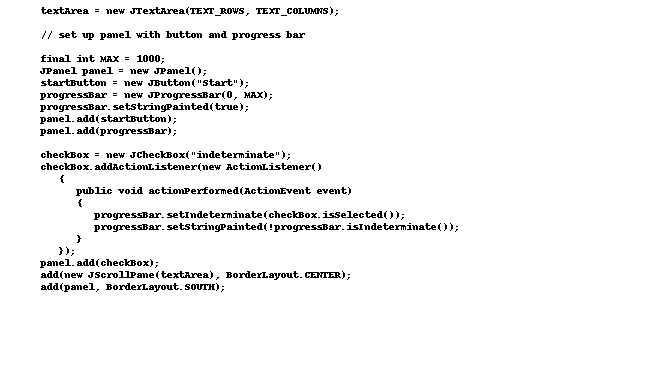 textArea = new JTextArea(TEXT_ROWS, TEXT_COLUMNS);
// set up panel with button and progress bar
final int MAX = 1000;
JPanel panel = new JPanel();
startButton = new JButton("Start");
progressBar = new JProgressBar(0, MAX);
progressBar.setStringPainted(true);
panel.add(startButton);
panel.add(progressBar);
checkBox = new JCheckBox("indeterminate");
checkBox.addActionListener(new ActionListener()
{
public void actionPerformed(ActionEvent event)
{
progressBar.setIndeterminate(checkBox.isSelected());
progressBar.setStringPainted(!progressBar.isIndeterminate());
}
});
panel.add(checkBox);
add(new JScrollPane(textArea), BorderLayout.CENTER);
add(panel, BorderLayout.SOUTH);